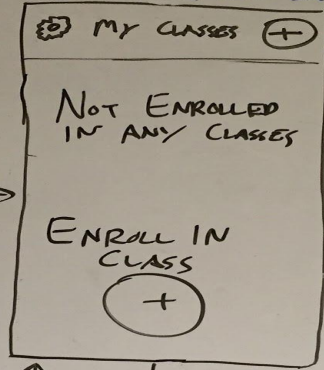 My CLASSES +
NOT ENROLLED
IN ANY CLASSES
ENROLL IN
CLASS
+